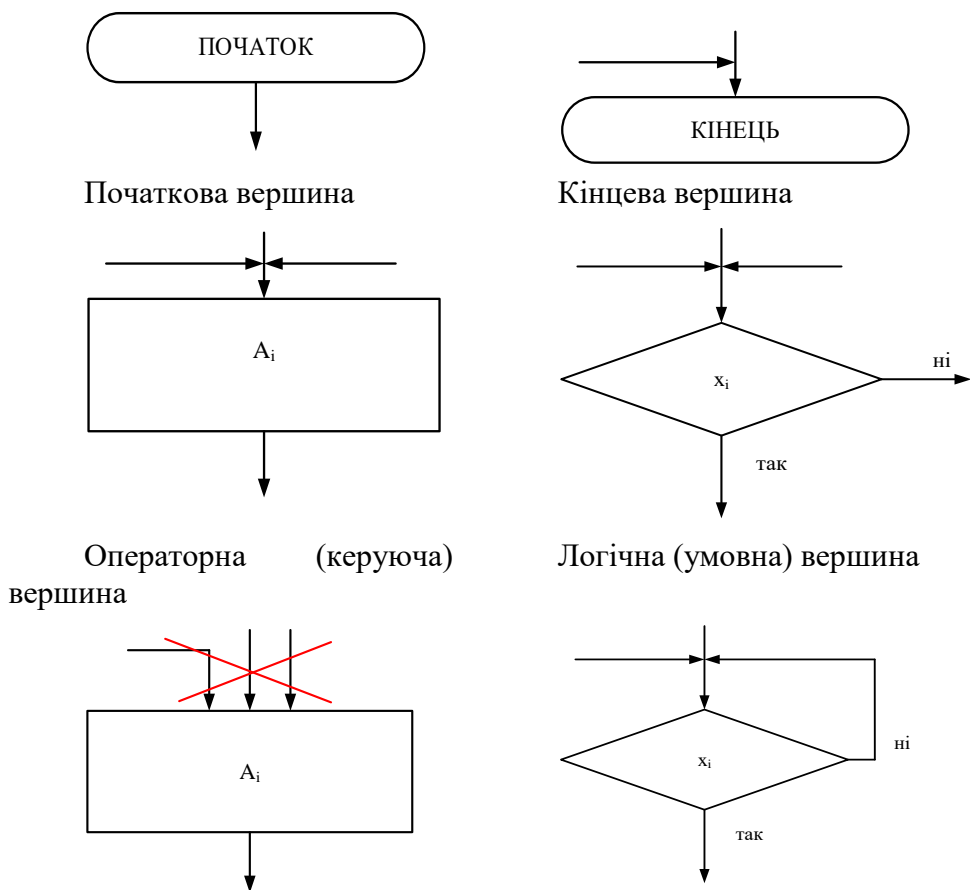 ПОЧАТОК
КІНЕЦЬ
Початкова вершина
Кінцева вершина
Aᵢ
xᵢ
ні
так
Операторна (керуюча)
вершина
Логічна (умовна) вершина
Aᵢ
xᵢ
ні
так